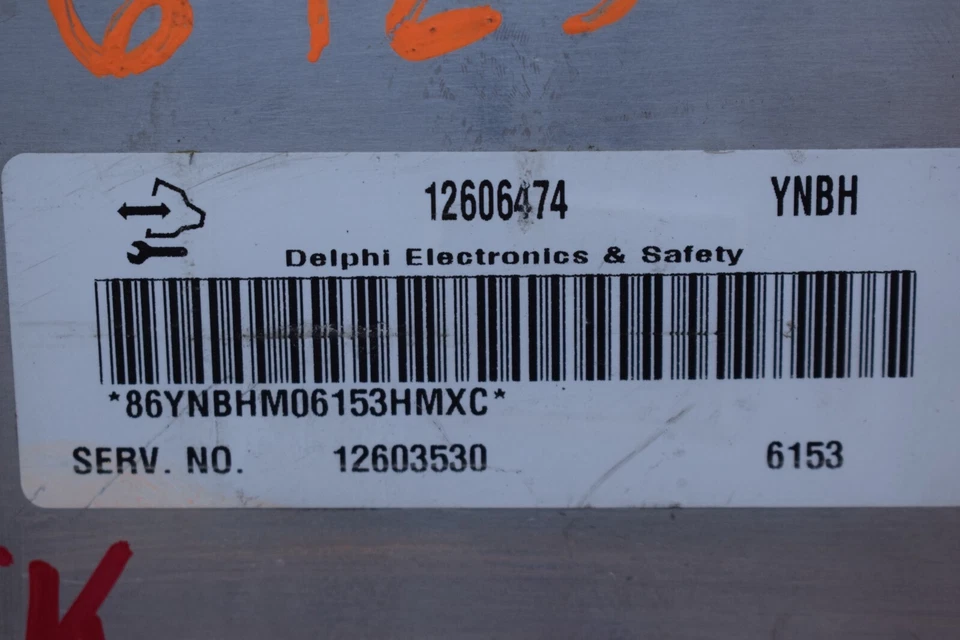 12606474 YNBH
Delphi Electronics & Safety
*86YNBHM06153HMXC*
SERV. NO. 12603530 6153